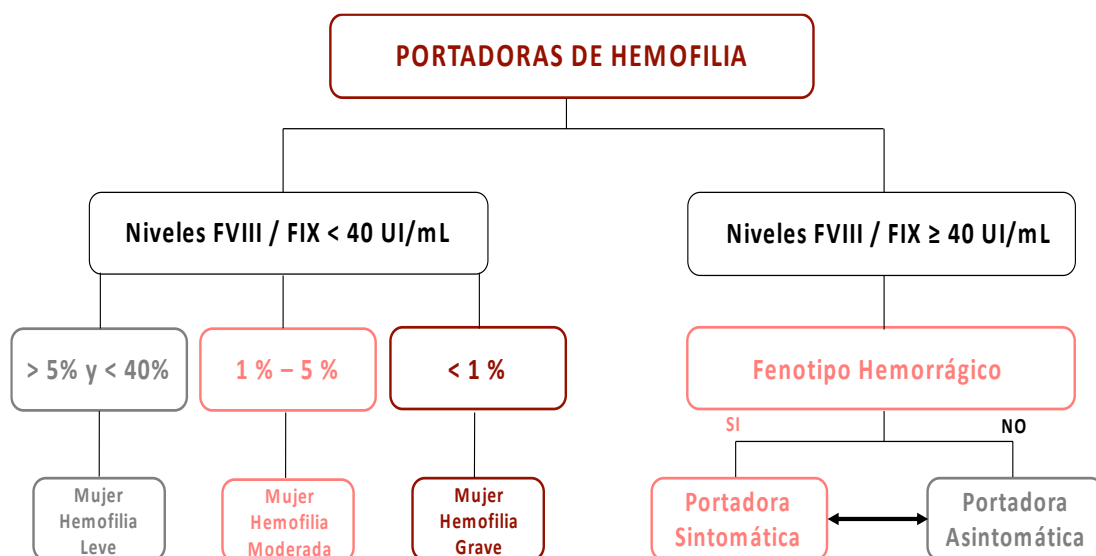 PORTADORAS DE HEMOFILIA
Niveles FVIII / FIX < 40 UI/mL
Niveles FVIII / FIX ≥ 40 UI/mL
> 5% y < 40%
1 % – 5 %
< 1 %
Fenotipo Hemorrágico
SI
NO
Mujer
Hemofilia
Leve
Mujer
Hemofilia
Moderada
Mujer
Hemofilia
Grave
Portadora
Sintomática
Portadora
Asintomática